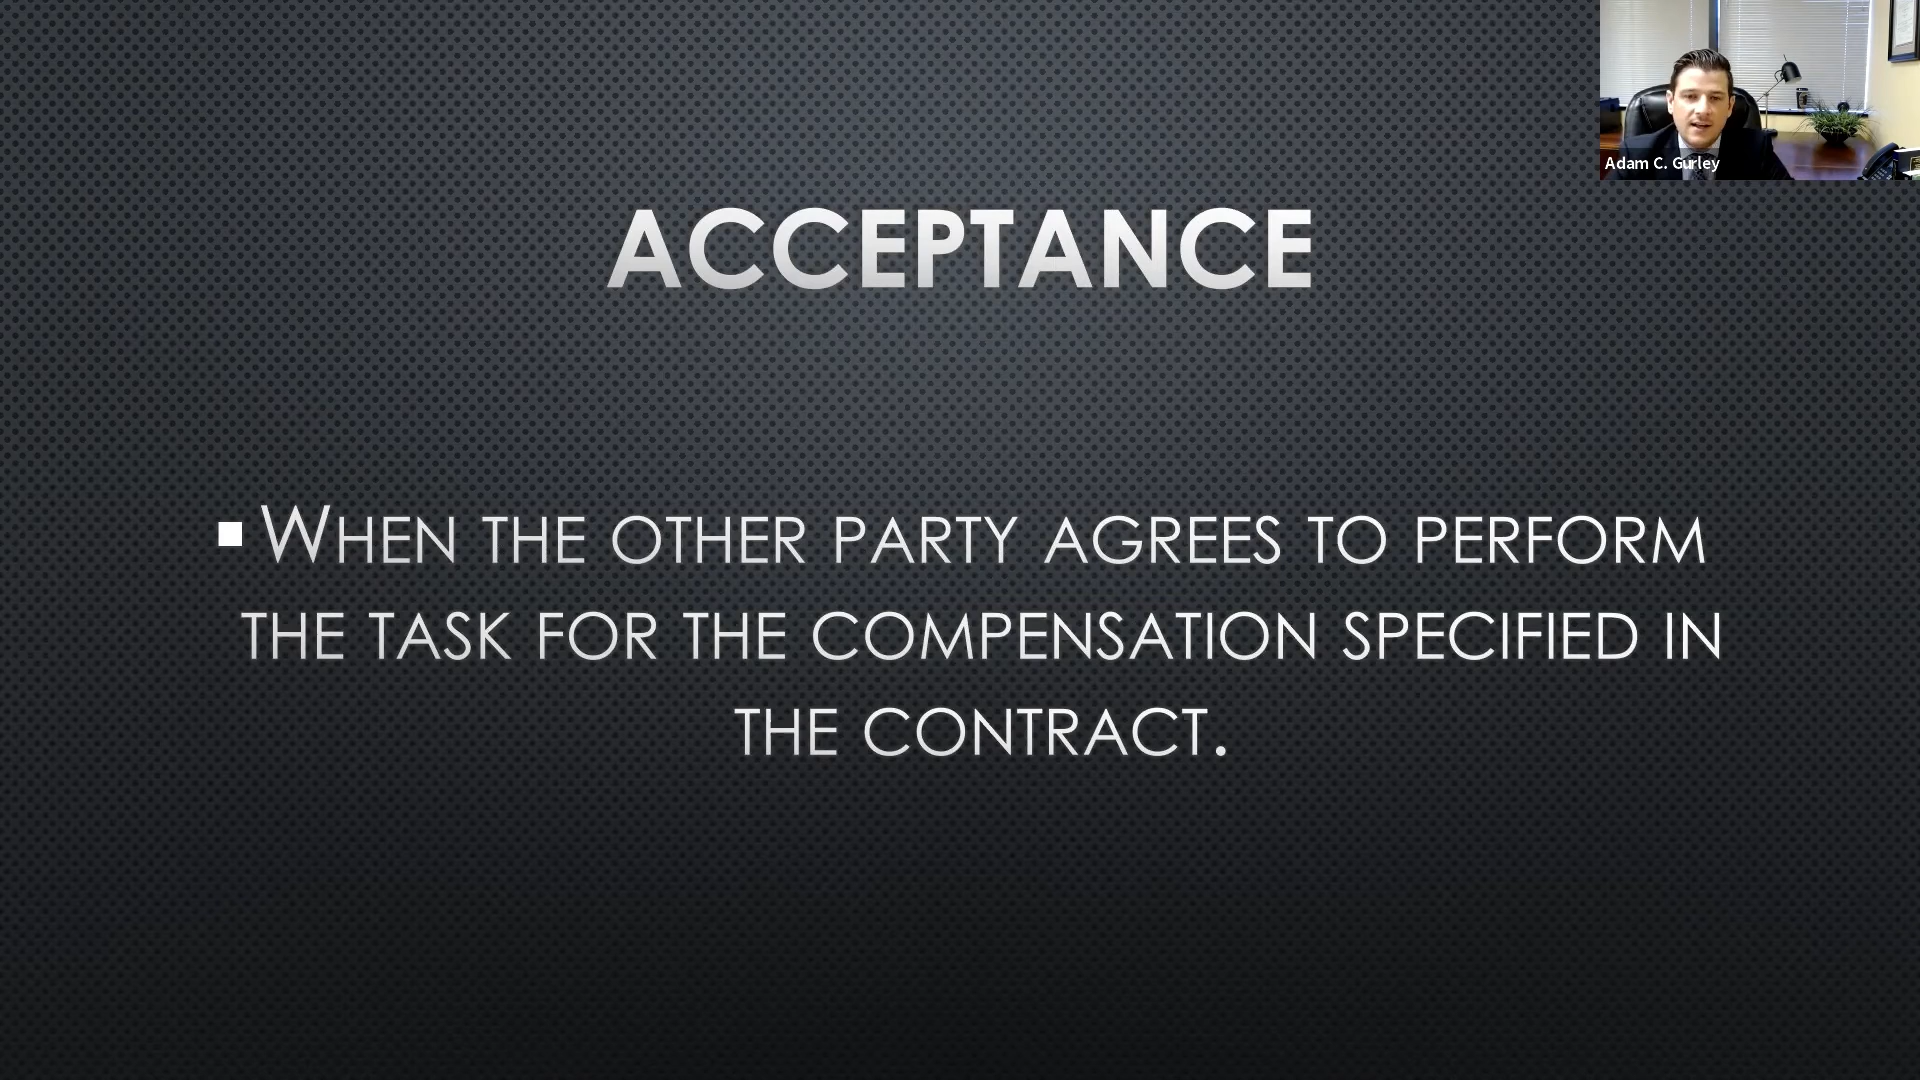 Adam C. Gurley
ACCEPTANCE
▪ WHEN THE OTHER PARTY AGREES TO PERFORM
THE TASK FOR THE COMPENSATION SPECIFIED IN
THE CONTRACT.